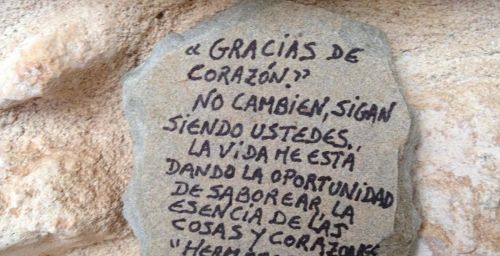 « GRACIAS DE
CORAZÓN.”
NO CAMBIEN, SIGAN
SIENDO USTEDES,,
LA VIDA ME ESTA
DANDO LA OPORTUNIDAD
DE SABOREAR, LA
ESENCIA DE LAS
COSAS Y CORAZONES